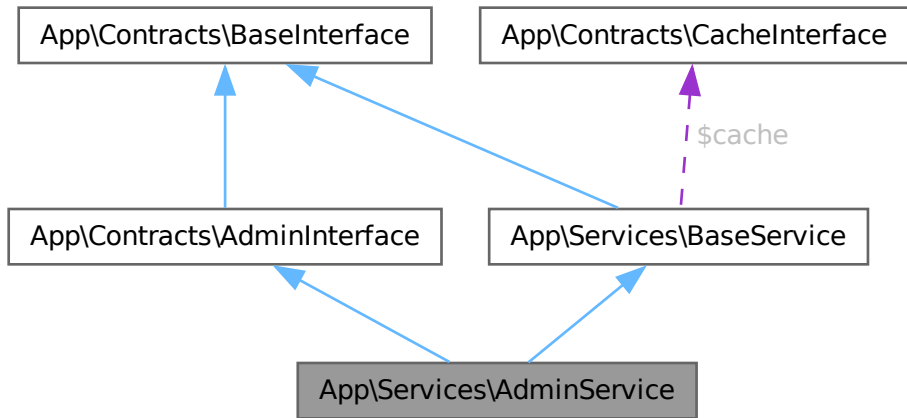 App\Contracts\BaseInterface
App\Contracts\CacheInterface
$cache
App\Contracts\AdminInterface
App\Services\BaseService
App\Services\AdminService